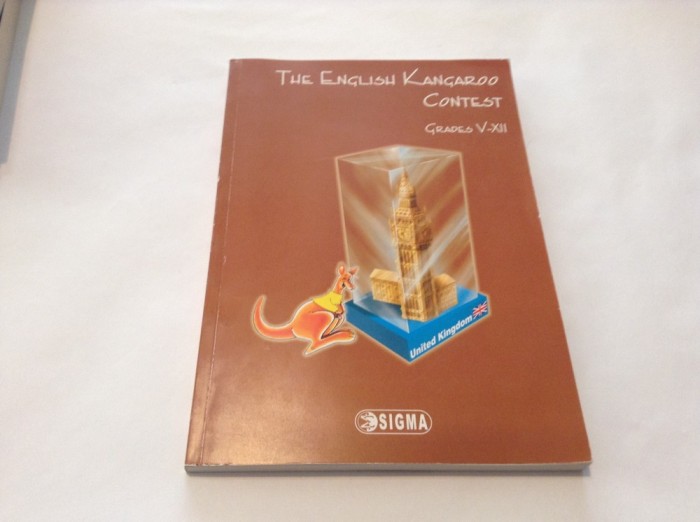 The English Kangaroo
Contest
Grades V-XII
United Kingdom
SIGMA